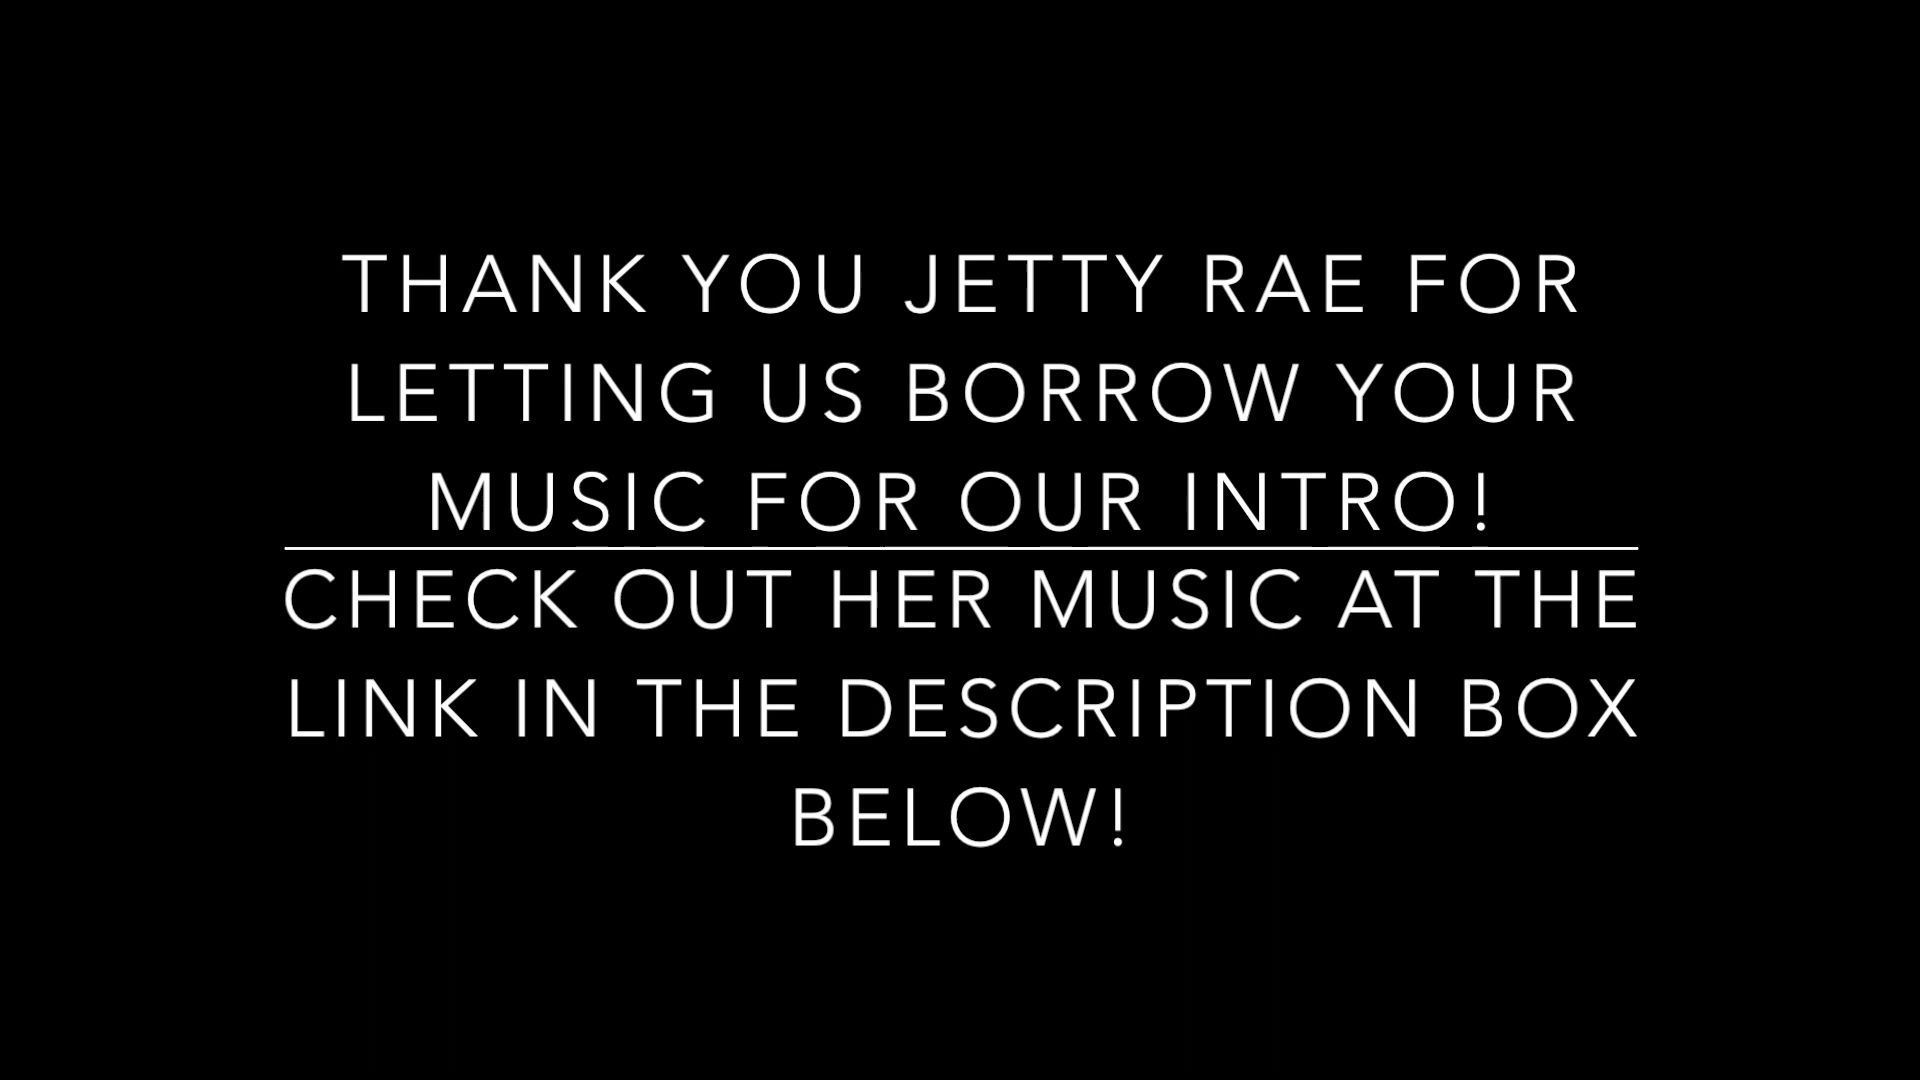 THANK YOU JETTY RAE FOR
LETTING US BORROW YOUR
MUSIC FOR OUR INTRO!
CHECK OUT HER MUSIC AT THE
LINK IN THE DESCRIPTION BOX
BELOW!